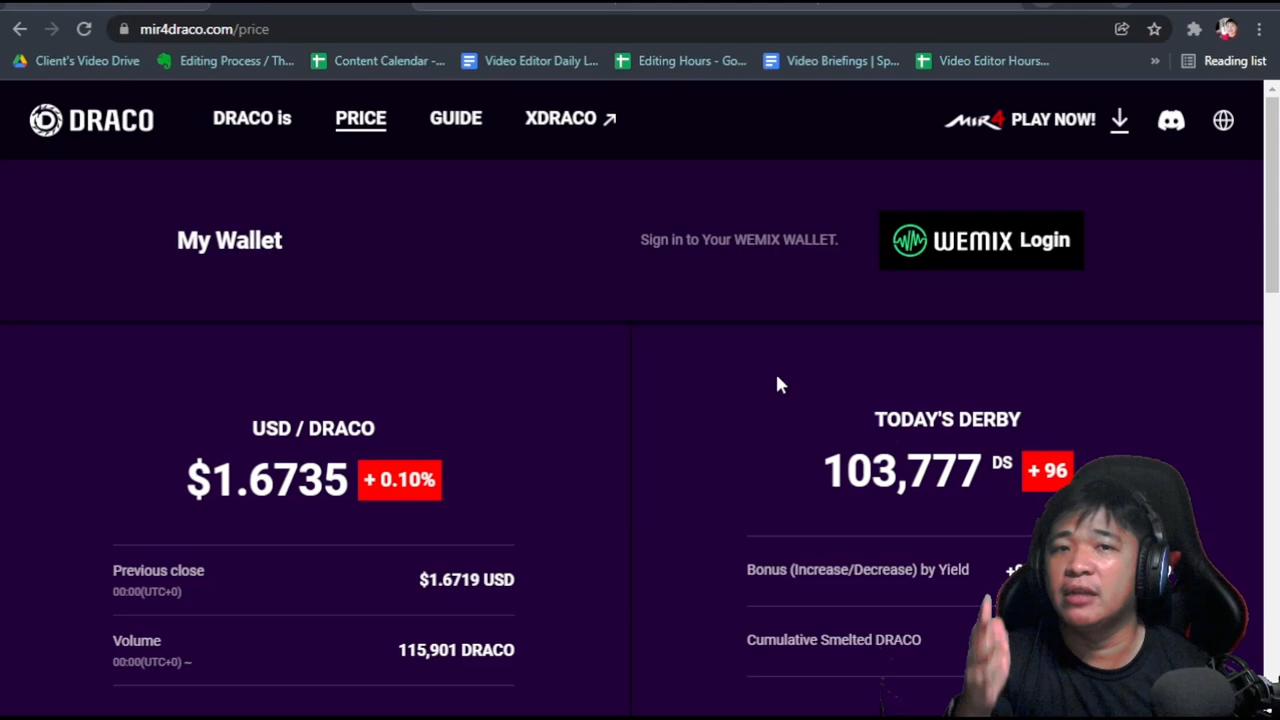 mir4draco.com/price
Client's Video Drive
Editing Process / Th...
Content Calendar -...
Video Editor Daily L...
Editing Hours - Go...
Video Briefings | Sp...
Video Editor Hours...
»
Reading list
DRACO
DRACO is
PRICE
GUIDE
XDRACO ↗
MIR4 PLAY NOW!
My Wallet
Sign in to Your WEMIX WALLET.
WEMIX Login
USD / DRACO
$1.6735 + 0.10%
Previous close
00:00(UTC+0)
$1.6719 USD
Volume
00:00(UTC+0) ~
115,901 DRACO
TODAY'S DERBY
103,777 DS + 96
Bonus (Increase/Decrease) by Yield
Cumulative Smelted DRACO